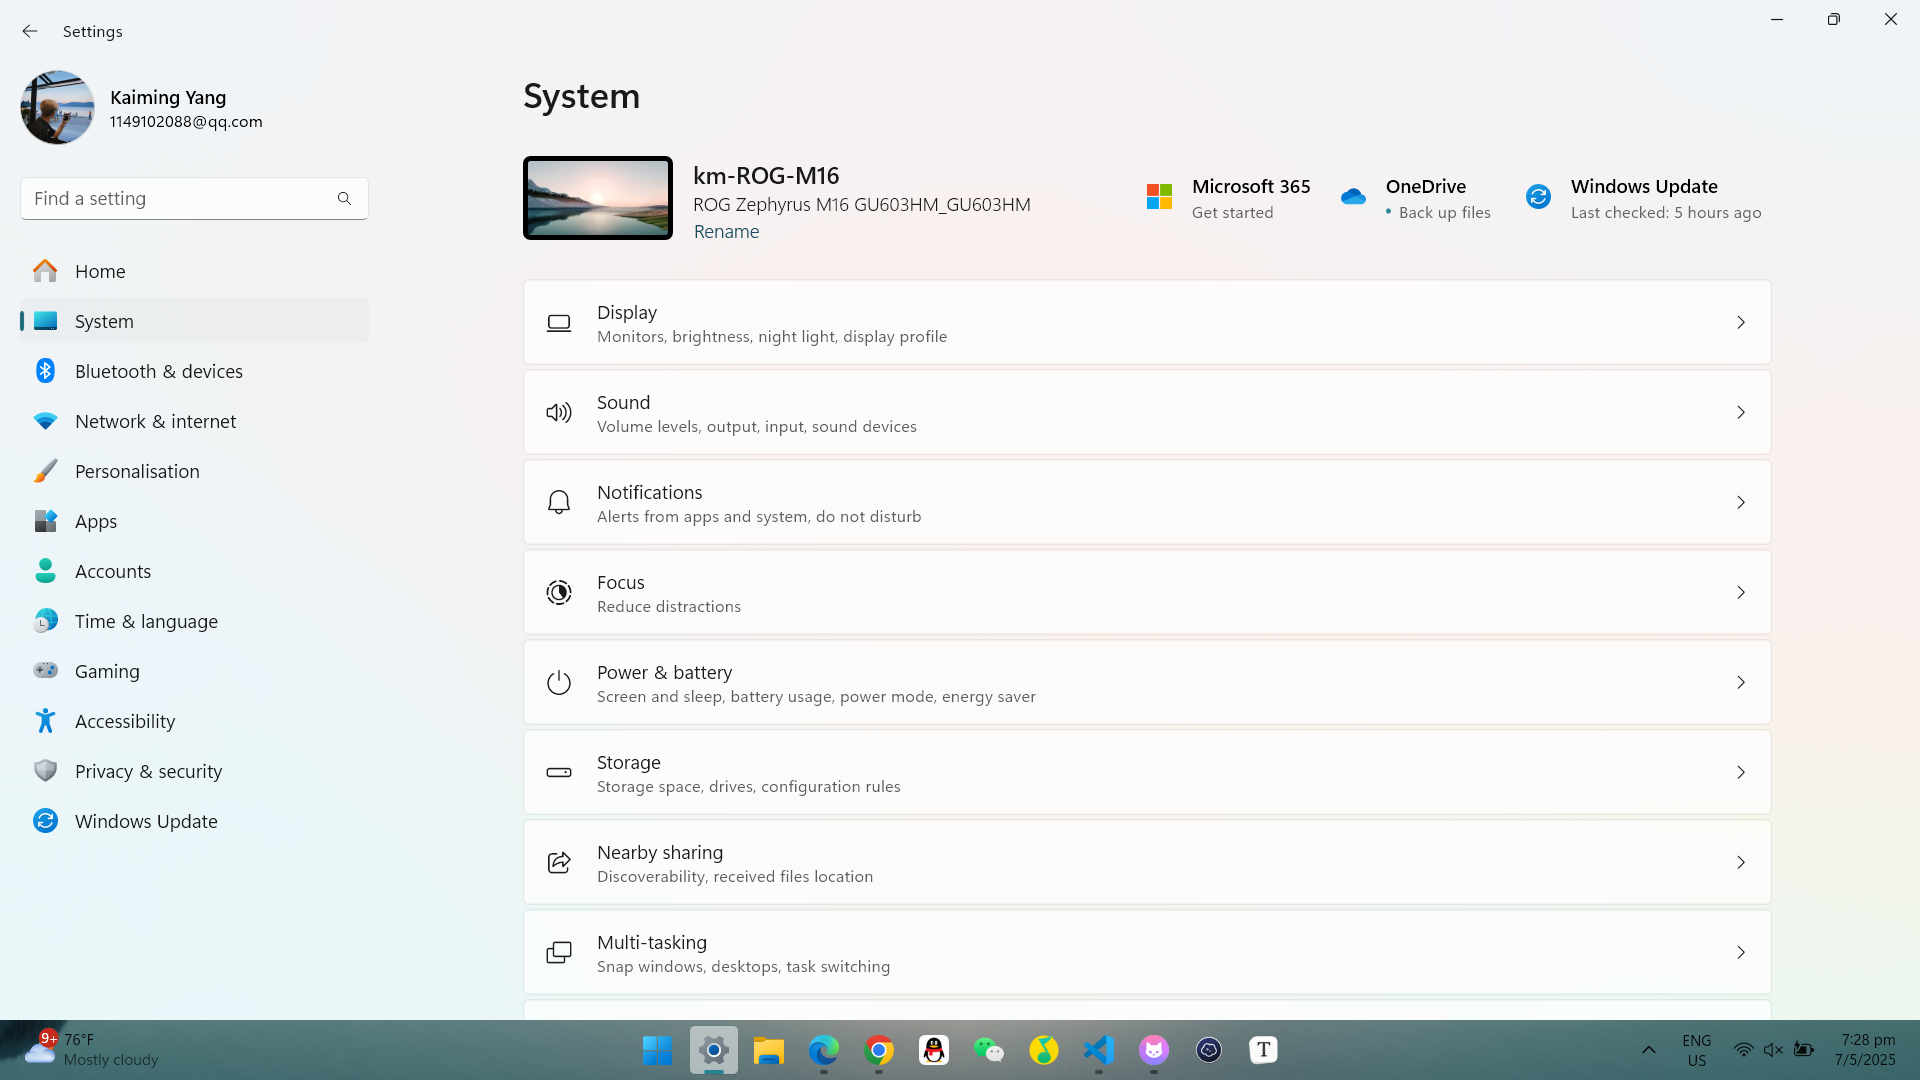 Settings
Kaiming Yang
1149102088@qq.com
Find a setting
Home
System
Bluetooth & devices
Network & internet
Personalisation
Apps
Accounts
Time & language
Gaming
Accessibility
Privacy & security
Windows Update
System
km-ROG-M16
ROG Zephyrus M16 GU603HM_GU603HM
Rename
Microsoft 365
Get started
OneDrive
• Back up files
Windows Update
Last checked: 5 hours ago
Display
Monitors, brightness, night light, display profile
Sound
Volume levels, output, input, sound devices
Notifications
Alerts from apps and system, do not disturb
Focus
Reduce distractions
Power & battery
Screen and sleep, battery usage, power mode, energy saver
Storage
Storage space, drives, configuration rules
Nearby sharing
Discoverability, received files location
Multi-tasking
Snap windows, desktops, task switching
9+
76°F
Mostly cloudy
T
ENG
US
7:28 pm
7/5/2025